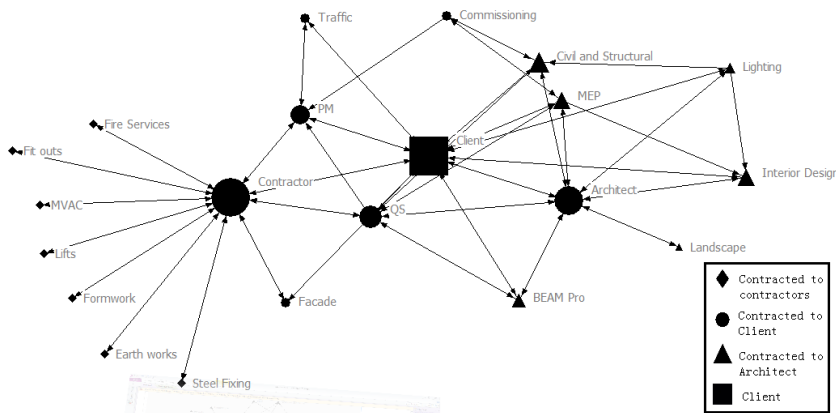 Traffic
Commissioning
Civil and Structural
Lighting
MEP
PM
Fire Services
Client
Fit outs
Interior Design
Contractor
Architect
MVAC
QS
Landscape
Lifts
Formwork
Facade
BEAM Pro
Earth works
Steel Fixing
Contracted to
contractors
Contracted to
Client
Contracted to
Architect
Client